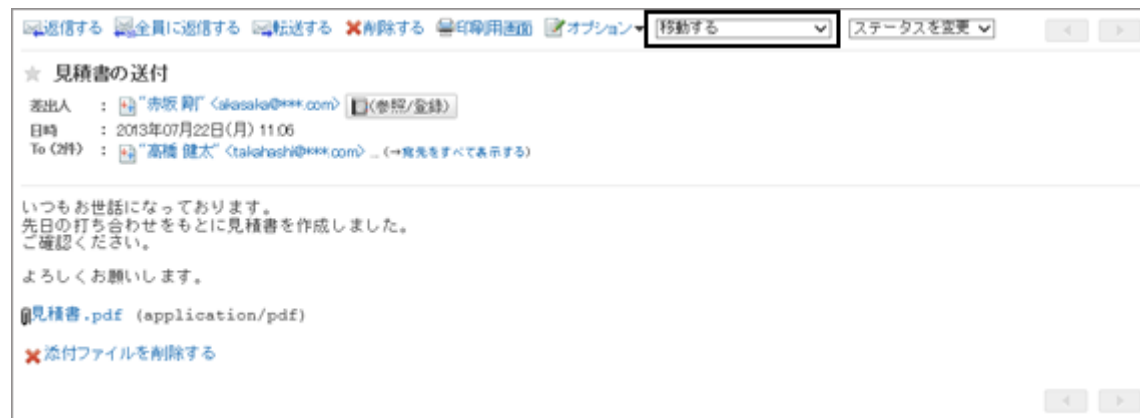 返信する 全員に返信する 転送する 削除する 印刷用画面 オプション▼ 移動する ステータスを変更
見積書の送付
差出人 : "赤坂 剛" <akasaka@***.com> (参照/登録)
日時 : 2013年07月22日(月) 11:06
To (2件) : "高橋 健太" <takahashi@***.com> ... (→宛先をすべて表示する)
いつもお世話になっております。
先日の打ち合わせをもとに見積書を作成しました。
ご確認ください。
よろしくお願いします。
見積書.pdf (application/pdf)
添付ファイルを削除する